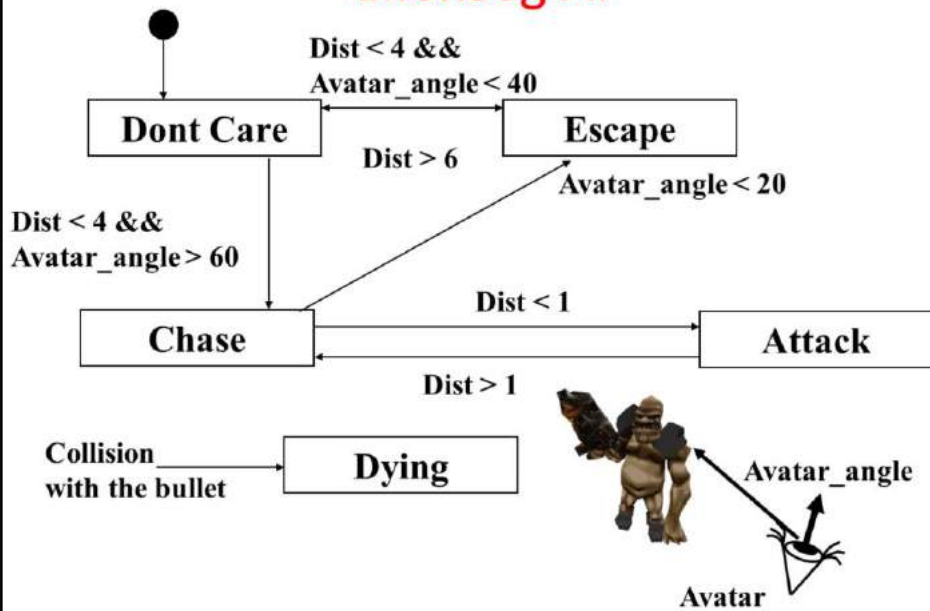 Dist < 4 &&
Avatar_angle < 40
Dont Care
Escape
Dist > 6
Avatar_angle < 20
Dist < 4 &&
Avatar_angle > 60
Dist < 1
Chase
Attack
Dist > 1
Collision
with the bullet
Dying
Avatar_angle
Avatar